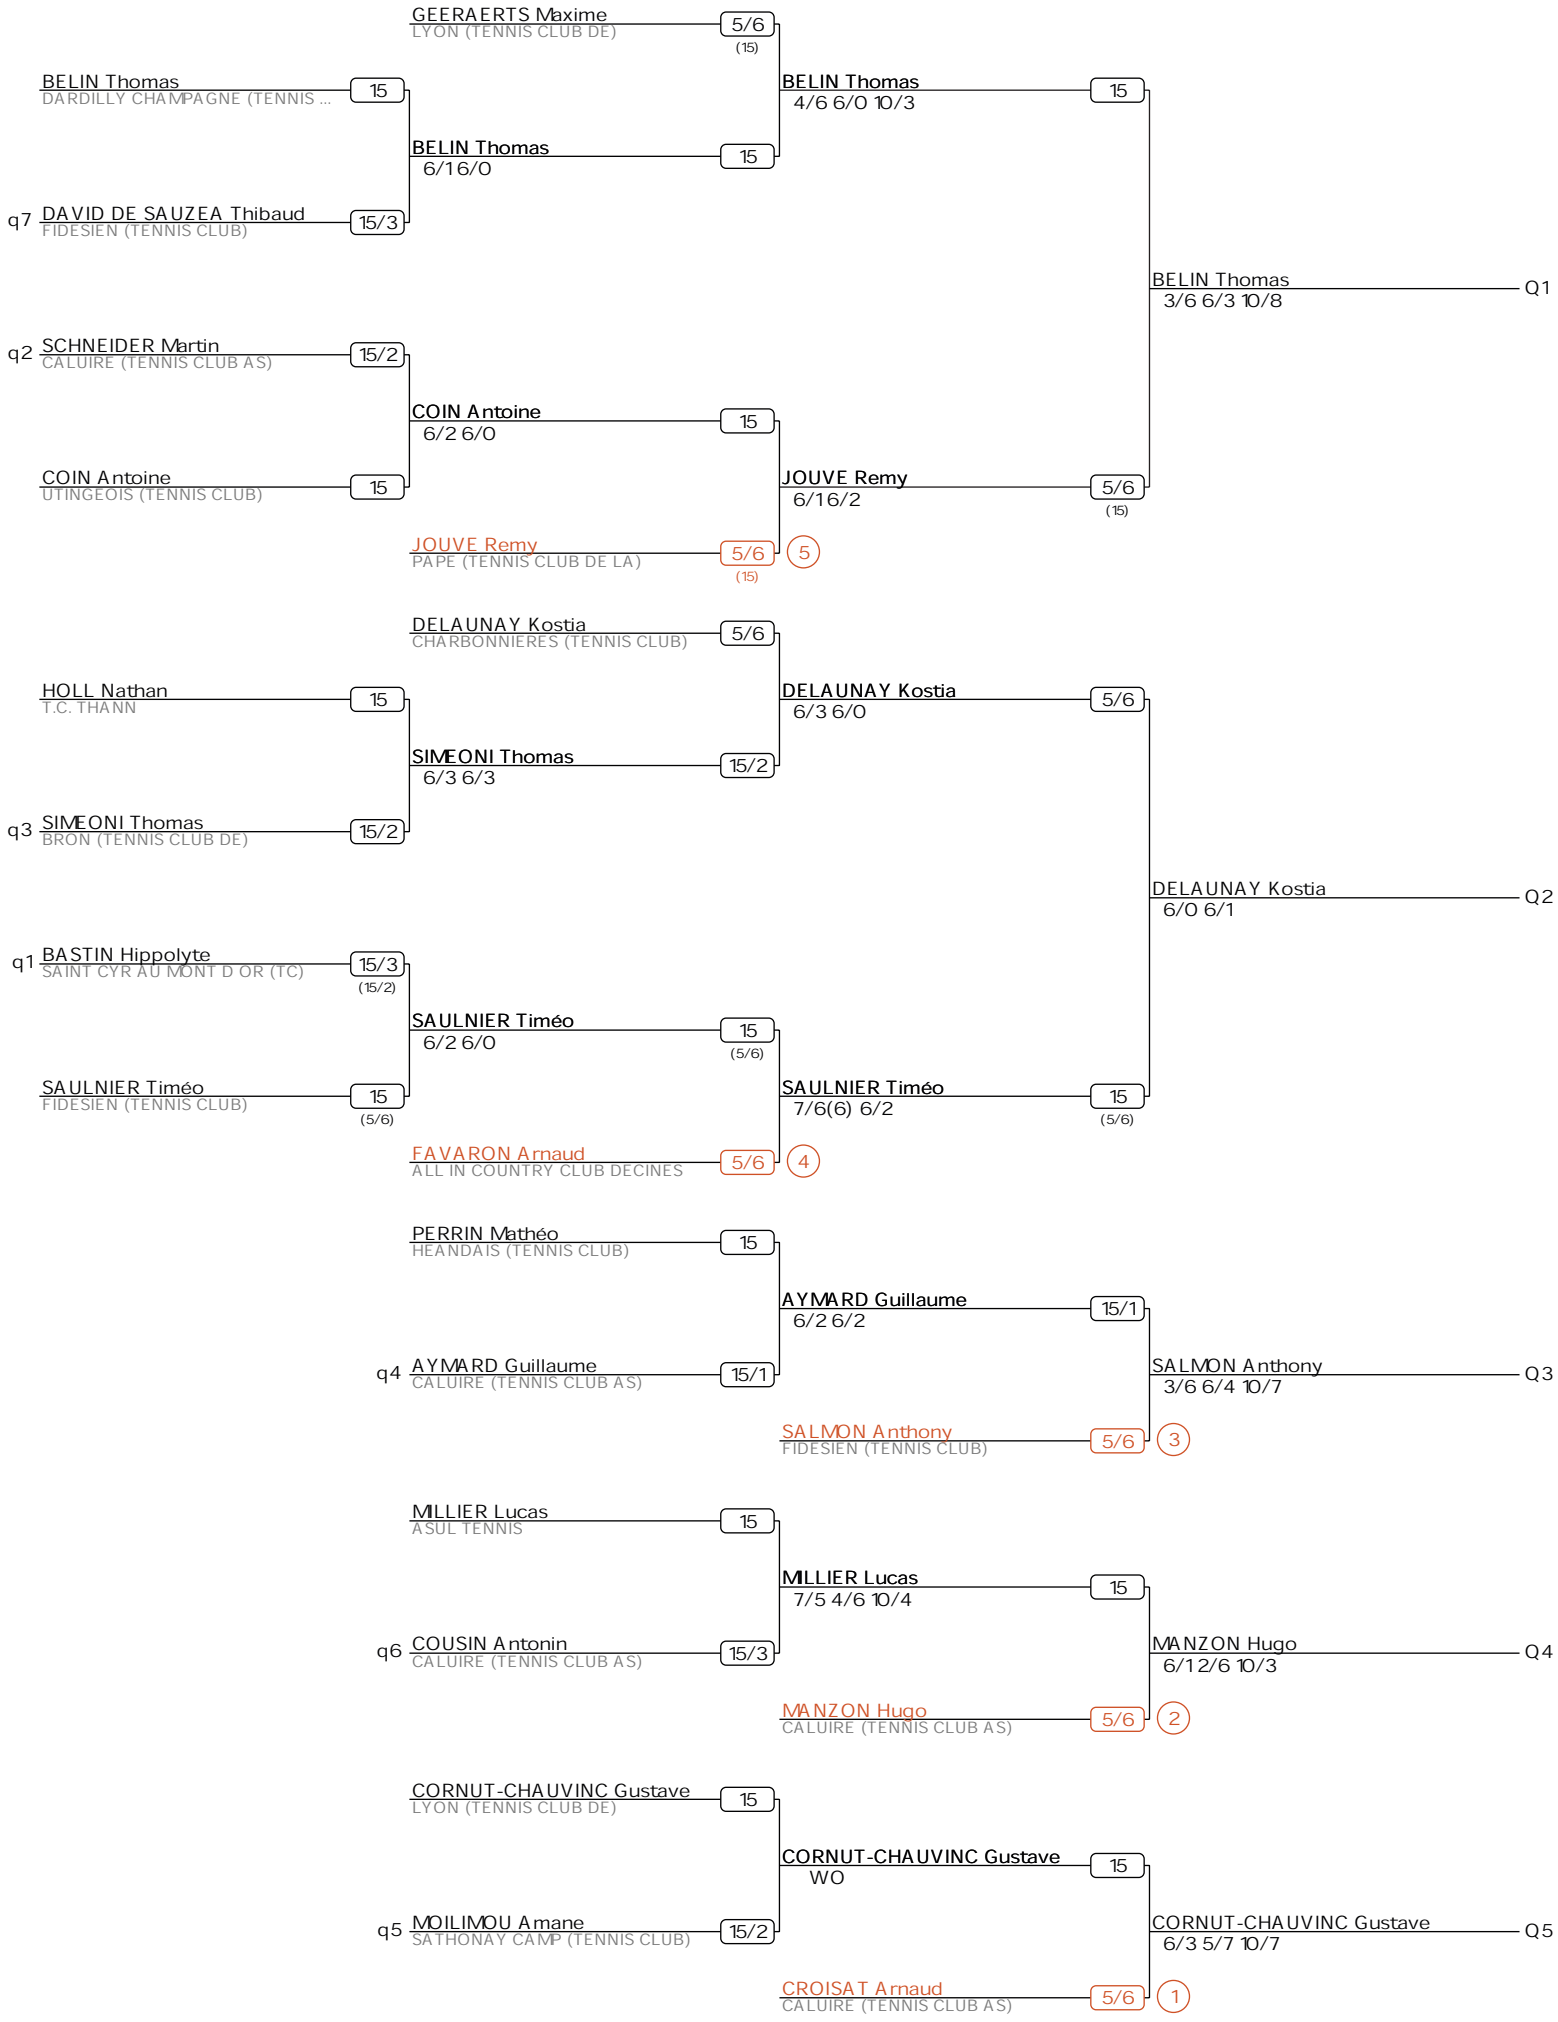 GEERAERTS Maxime
LYON (TENNIS CLUB DE)
5/6
(15)
BELIN Thomas
DARDILLY CHAMPAGNE (TENNIS ...
15
BELIN Thomas
4/6 6/0 10/3
15
BELIN Thomas
6/1 6/0
15
q7 DAVID DE SAUZEA Thibaud
FIDESIEN (TENNIS CLUB)
15/3
BELIN Thomas
3/6 6/3 10/8
Q1
q2 SCHNEIDER Martin
CALUIRE (TENNIS CLUB AS)
15/2
COIN Antoine
6/2 6/0
15
COIN Antoine
UTINGEOIS (TENNIS CLUB)
15
JOUVE Remy
6/1 6/2
5/6
(15)
JOUVE Remy
PAPE (TENNIS CLUB DE LA)
5/6
(15)
5
DELAUNAY Kostia
CHARBONNIERES (TENNIS CLUB)
5/6
HOLL Nathan
T.C. THANN
15
DELAUNAY Kostia
6/3 6/0
5/6
SIMEONI Thomas
6/3 6/3
15/2
q3 SIMEONI Thomas
BRON (TENNIS CLUB DE)
15/2
DELAUNAY Kostia
6/0 6/1
Q2
q1 BASTIN Hippolyte
SAINT CYR AU MONT D OR (TC)
15/3
(15/2)
SAULNIER Timéo
6/2 6/0
15
(5/6)
SAULNIER Timéo
FIDESIEN (TENNIS CLUB)
15
(5/6)
SAULNIER Timéo
7/6(6) 6/2
15
(5/6)
FAVARON Arnaud
ALL IN COUNTRY CLUB DECINES
5/6
4
PERRIN Mathéo
HEANDAIS (TENNIS CLUB)
15
AYMARD Guillaume
6/2 6/2
15/1
q4 AYMARD Guillaume
CALUIRE (TENNIS CLUB AS)
15/1
SALMON Anthony
3/6 6/4 10/7
Q3
SALMON Anthony
FIDESIEN (TENNIS CLUB)
5/6
3
MILLIER Lucas
ASUL TENNIS
15
MILLIER Lucas
7/5 4/6 10/4
15
q6 COUSIN Antonin
CALUIRE (TENNIS CLUB AS)
15/3
MANZON Hugo
6/1 2/6 10/3
Q4
MANZON Hugo
CALUIRE (TENNIS CLUB AS)
5/6
2
CORNUT-CHAUVINC Gustave
LYON (TENNIS CLUB DE)
15
CORNUT-CHAUVINC Gustave
WO
15
q5 MOILIMOU Amane
SATHONAY CAMP (TENNIS CLUB)
15/2
CORNUT-CHAUVINC Gustave
6/3 5/7 10/7
Q5
CROISAT Arnaud
CALUIRE (TENNIS CLUB AS)
5/6
1